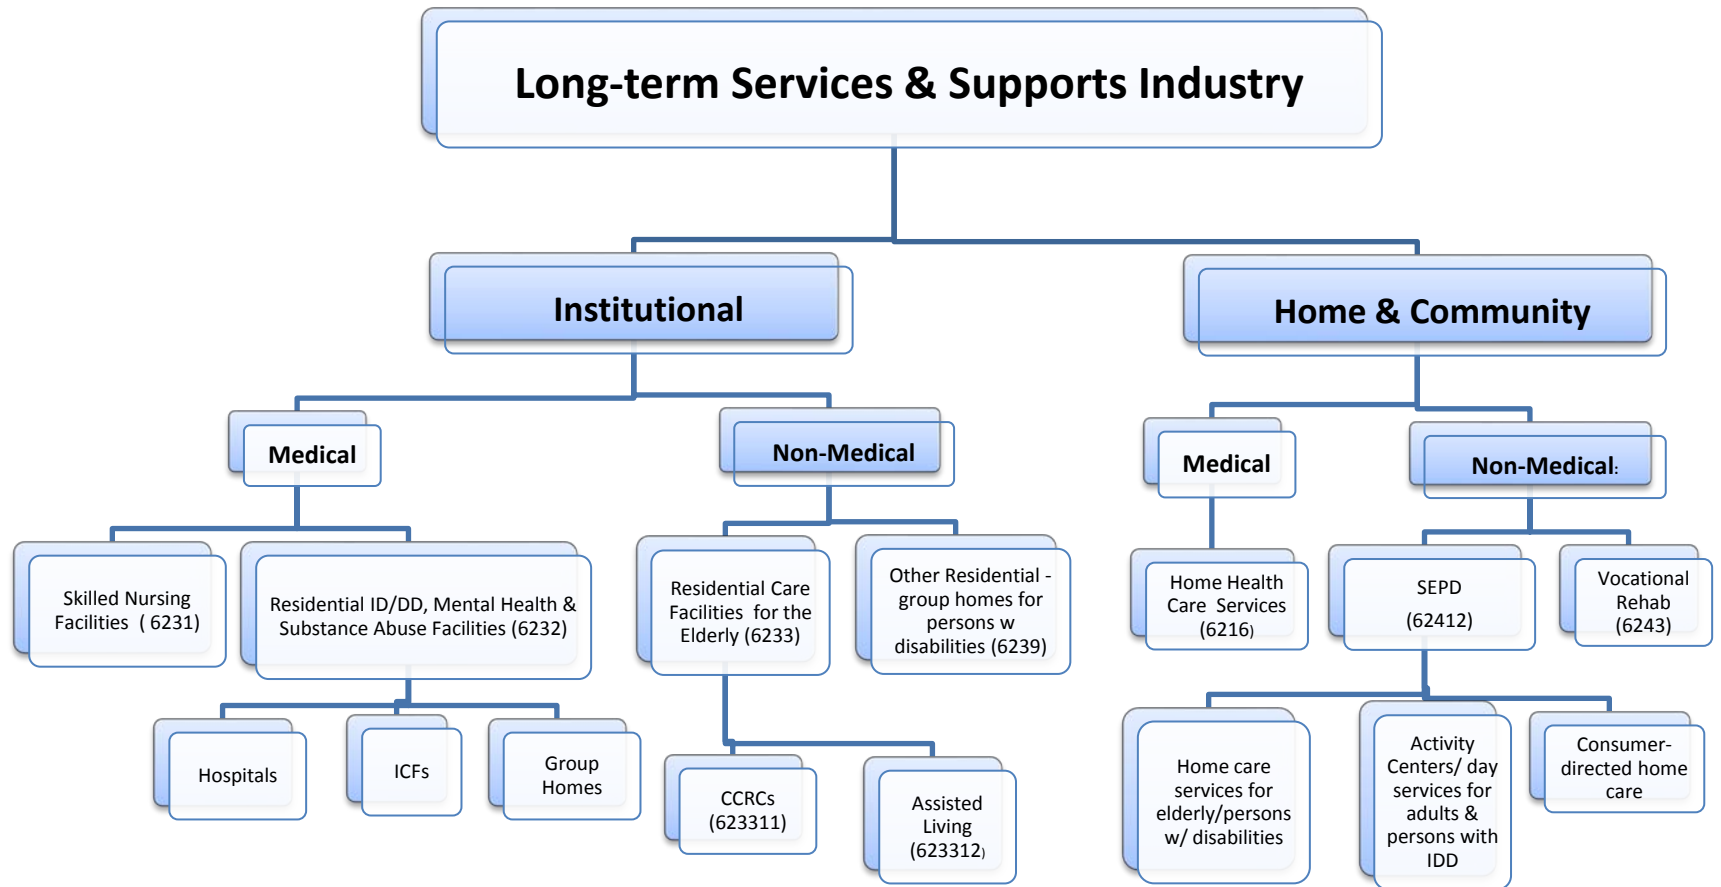 Long-term Services & Supports Industry
Institutional
Home & Community
Medical
Non-Medical
Medical
Non-Medical:
Skilled Nursing
Facilities ( 6231)
Residential ID/DD, Mental Health &
Substance Abuse Facilities (6232)
Residential Care
Facilities for the
Elderly (6233)
Other Residential -
group homes for
persons w
disabilities (6239)
Home Health
Care Services
(6216)
SEPD
(62412)
Vocational
Rehab
(6243)
Hospitals
ICFs
Group
Homes
CCRCs
(623311)
Assisted
Living
(623312)
Home care
services for
elderly/persons
w/ disabilities
Activity
Centers/ day
services for
adults &
persons with
IDD
Consumer-
directed home
care